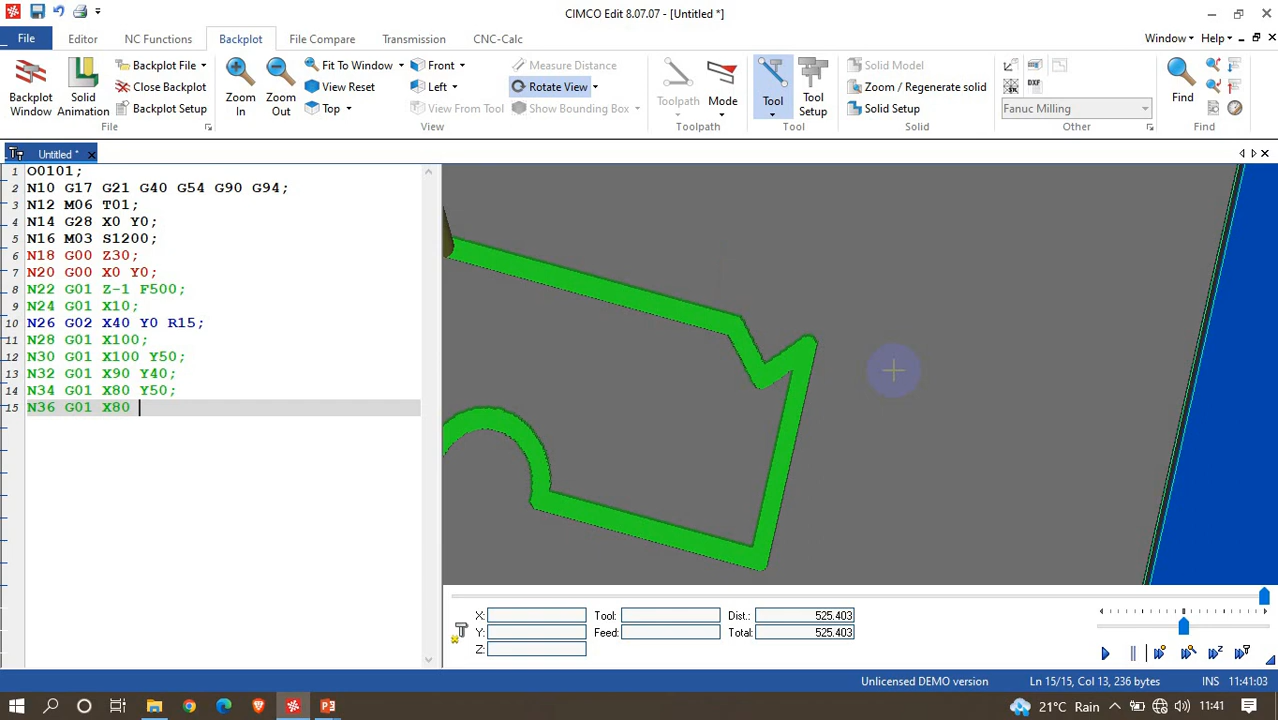 CIMCO Edit 8.07.07 - [Untitled *]
File Editor NC Functions Backplot File Compare Transmission CNC-Calc Window Help
Backplot Window
Solid Animation
Backplot File
Close Backplot
Backplot Setup
File
Zoom In
Zoom Out
Fit To Window
View Reset
Top
Front
Left
View From Tool
Measure Distance
Rotate View
Show Bounding Box
View
Toolpath
Mode
Toolpath
Tool
Tool Setup
Tool
Solid Model
Zoom / Regenerate solid
Solid Setup
Solid
DXF
Fanuc Milling
Other
Find
Find
Untitled *
1 O0101;
2 N10 G17 G21 G40 G54 G90 G94;
3 N12 M06 T01;
4 N14 G28 X0 Y0;
5 N16 M03 S1200;
6 N18 G00 Z30;
7 N20 G00 X0 Y0;
8 N22 G01 Z-1 F500;
9 N24 G01 X10;
10 N26 G02 X40 Y0 R15;
11 N28 G01 X100;
12 N30 G01 X100 Y50;
13 N32 G01 X90 Y40;
14 N34 G01 X80 Y50;
15 N36 G01 X80
X: Tool: Dist.: 525.403
Y: Feed: Total: 525.403
Z:
Unlicensed DEMO version Ln 15/15, Col 13, 236 bytes INS 11:41:03
21°C Rain 11:41